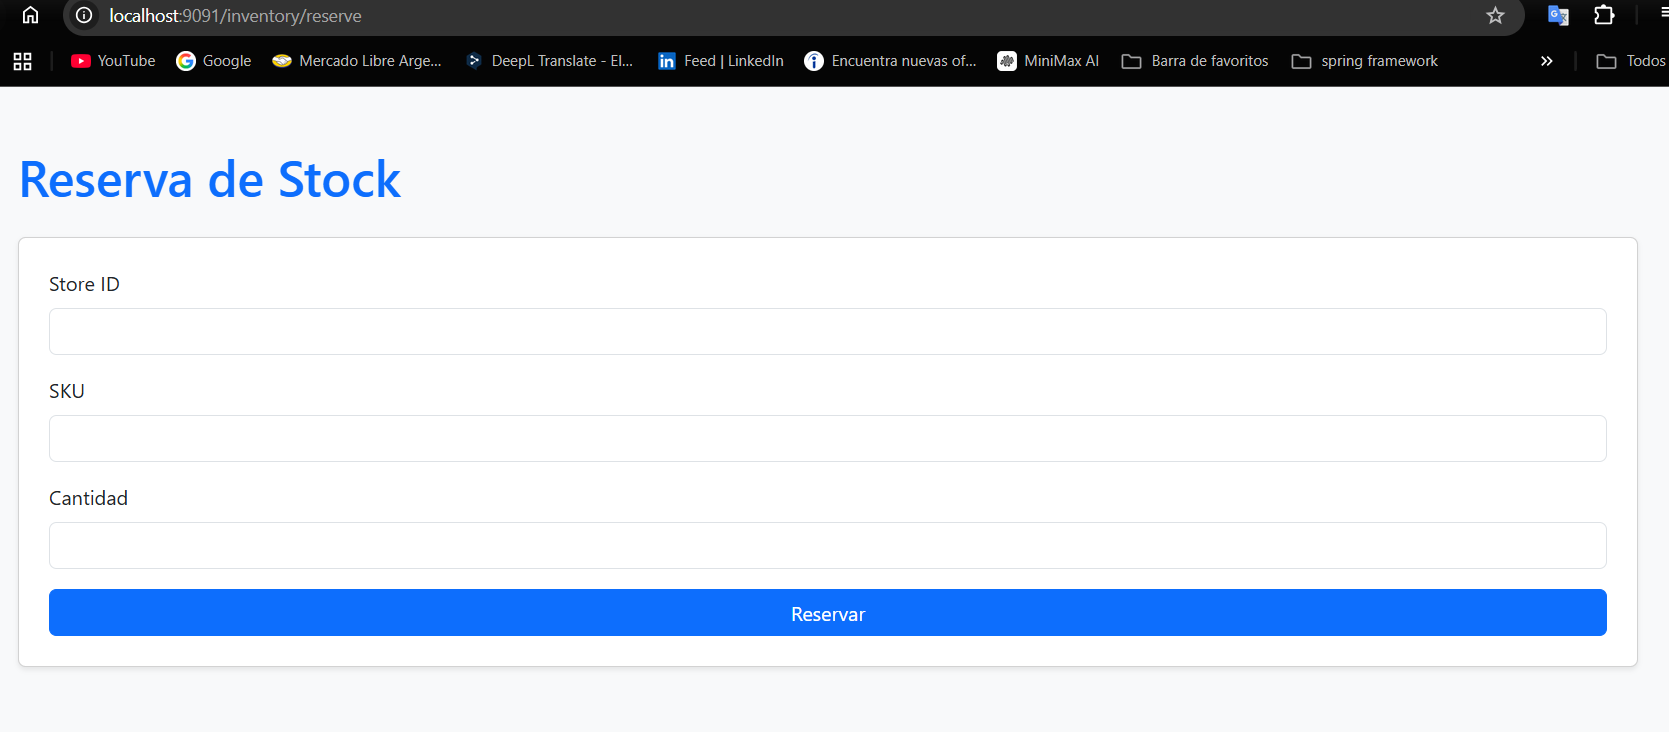 localhost:9091/inventory/reserve
YouTube Google Mercado Libre Arge... DeepL Translate - El... Feed | LinkedIn Encuentra nuevas of... MiniMax AI Barra de favoritos spring framework » Todos
Reserva de Stock
Store ID
SKU
Cantidad
Reservar